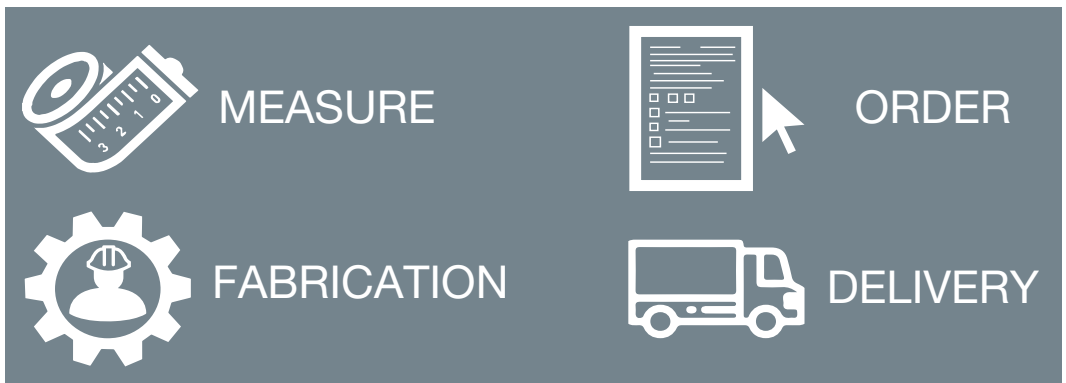 MEASURE
3 2 1 0
ORDER
FABRICATION
DELIVERY